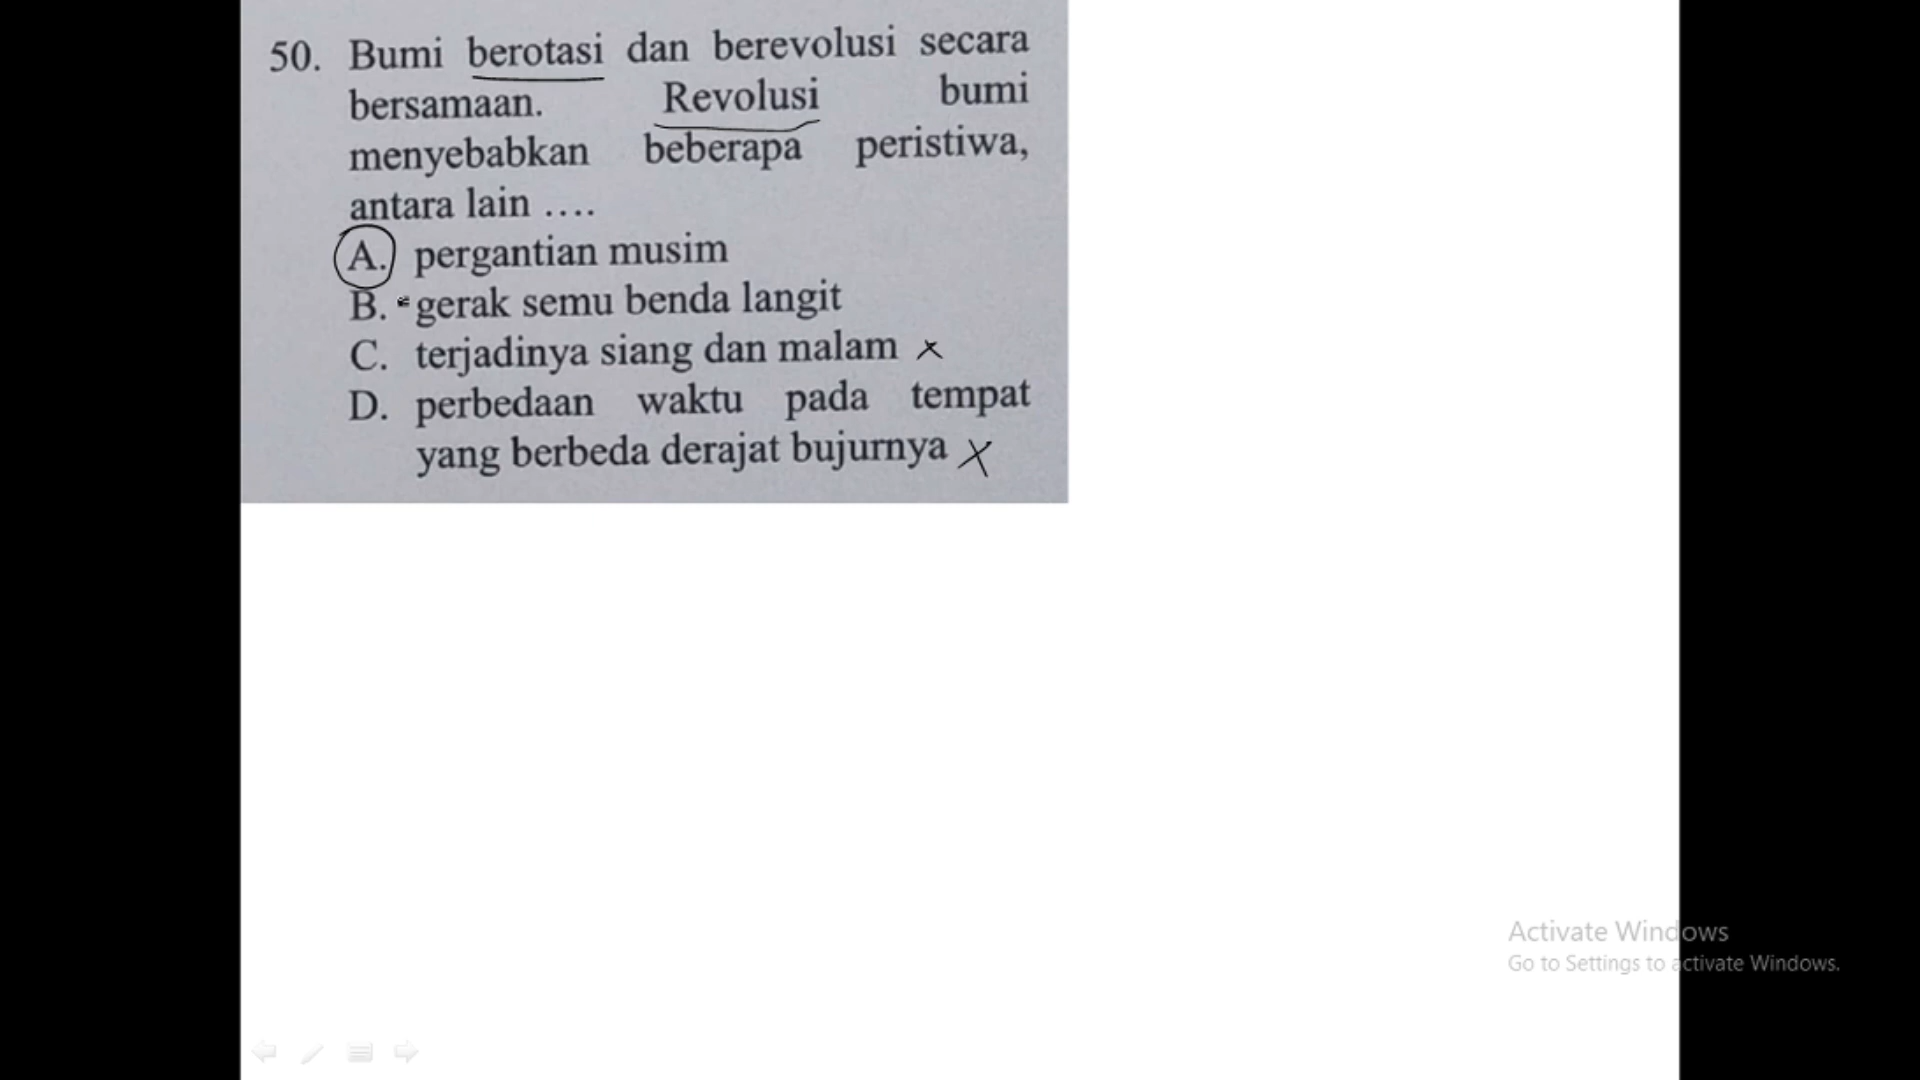 50. Bumi berotasi dan berevolusi secara
bersamaan. Revolusi bumi
menyebabkan beberapa peristiwa,
antara lain ....
A. pergantian musim
B. gerak semu benda langit
C. terjadinya siang dan malam ×
D. perbedaan waktu pada tempat
yang berbeda derajat bujurnya ×
Activate Windows
Go to Settings to activate Windows.